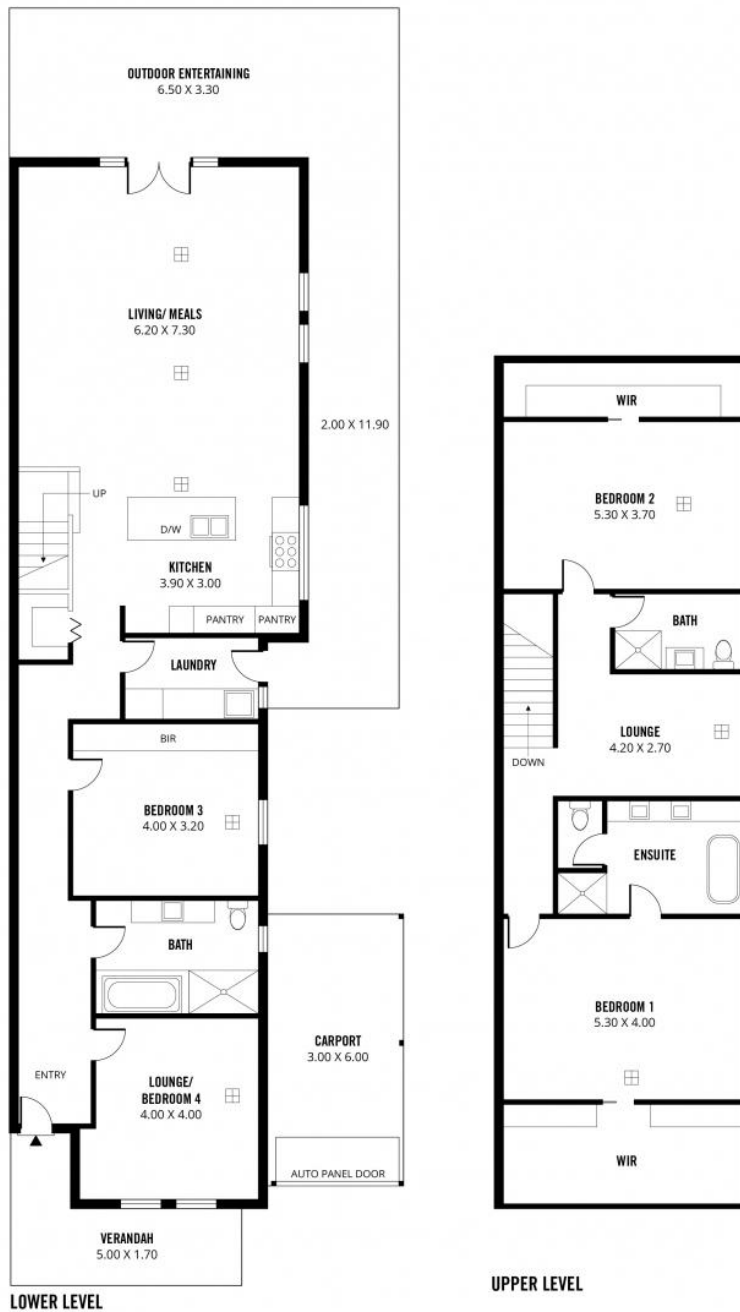 OUTDOOR ENTERTAINING
6.50 X 3.30
LIVING/ MEALS
6.20 X 7.30
2.00 X 11.90
UP
D/W
KITCHEN
3.90 X 3.00
PANTRY
PANTRY
LAUNDRY
BIR
BEDROOM 3
4.00 X 3.20
BATH
CARPORT
3.00 X 6.00
ENTRY
LOUNGE/
BEDROOM 4
4.00 X 4.00
AUTO PANEL DOOR
VERANDAH
5.00 X 1.70
LOWER LEVEL
WIR
BEDROOM 2
5.30 X 3.70
BATH
LOUNGE
4.20 X 2.70
DOWN
ENSUITE
BEDROOM 1
5.30 X 4.00
WIR
UPPER LEVEL